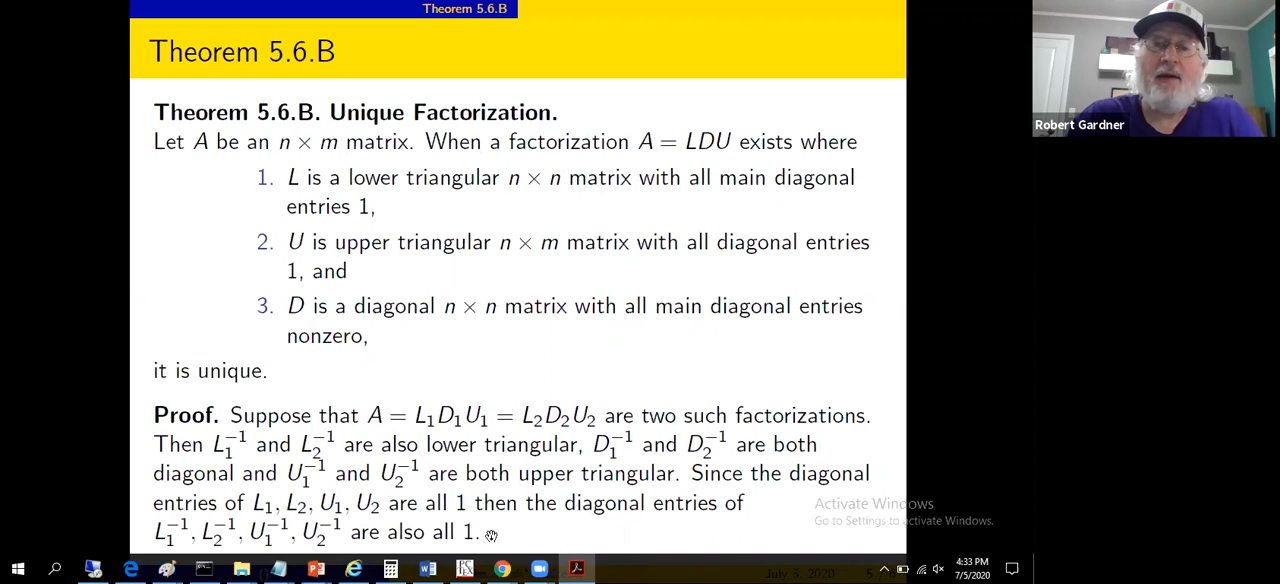 Theorem 5.6.B
Theorem 5.6.B
Theorem 5.6.B. Unique Factorization.
Let A be an n × m matrix. When a factorization A = LDU exists where
1. L is a lower triangular n × n matrix with all main diagonal
entries 1,
2. U is upper triangular n × m matrix with all diagonal entries
1, and
3. D is a diagonal n × n matrix with all main diagonal entries
nonzero,
it is unique.
Proof. Suppose that A = L₁D₁U₁ = L₂D₂U₂ are two such factorizations.
Then L₁⁻¹ and L₂⁻¹ are also lower triangular, D₁⁻¹ and D₂⁻¹ are both
diagonal and U₁⁻¹ and U₂⁻¹ are both upper triangular. Since the diagonal
entries of L₁, L₂, U₁, U₂ are all 1 then the diagonal entries of
L₁⁻¹, L₂⁻¹, U₁⁻¹, U₂⁻¹ are also all 1.
Robert Gardner
Activate Windows
Go to Settings to activate Windows.
July 5, 2020
4:33 PM
7/5/2020